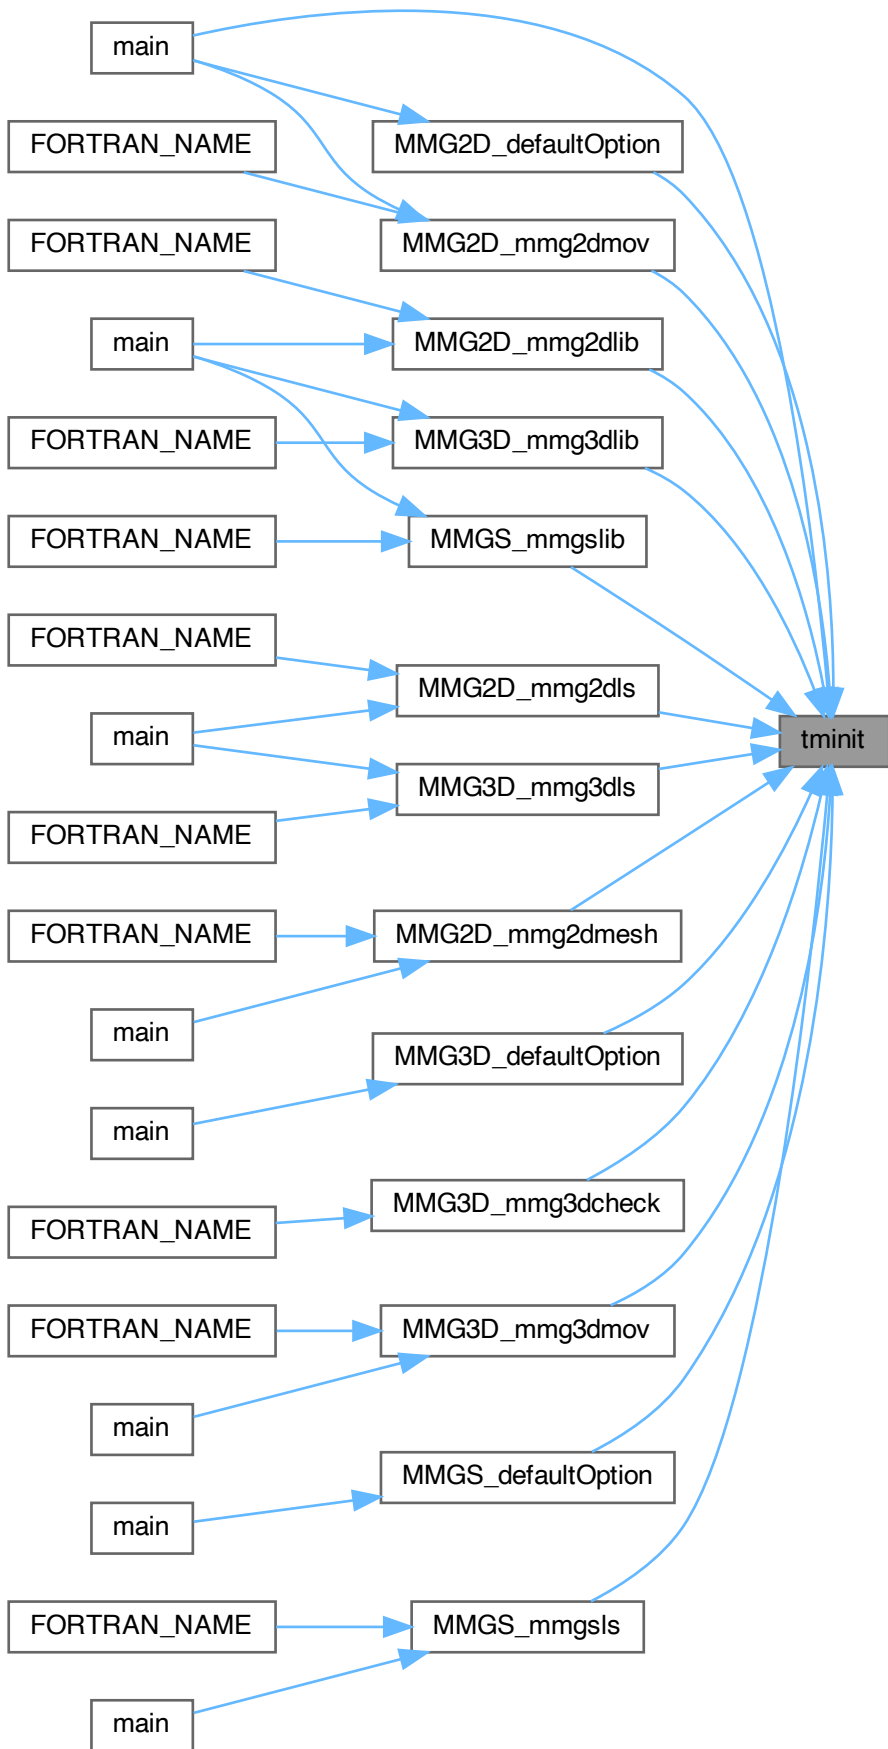 main
FORTRAN_NAME
MMG2D_defaultOption
FORTRAN_NAME
MMG2D_mmg2dmov
main
MMG2D_mmg2dlib
FORTRAN_NAME
MMG3D_mmg3dlib
FORTRAN_NAME
MMGS_mmgslib
FORTRAN_NAME
MMG2D_mmg2dls
main
tminit
MMG3D_mmg3dls
FORTRAN_NAME
FORTRAN_NAME
MMG2D_mmg2dmesh
main
MMG3D_defaultOption
main
MMG3D_mmg3dcheck
FORTRAN_NAME
FORTRAN_NAME
MMG3D_mmg3dmov
main
MMGS_defaultOption
main
FORTRAN_NAME
MMGS_mmgsls
main